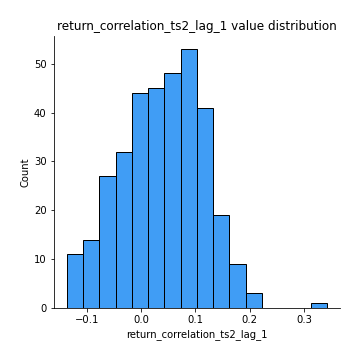 return_correlation_ts2_lag_1 value distribution
Count
50
40
30
20
10
0
−0.1 0.0 0.1 0.2 0.3
return_correlation_ts2_lag_1